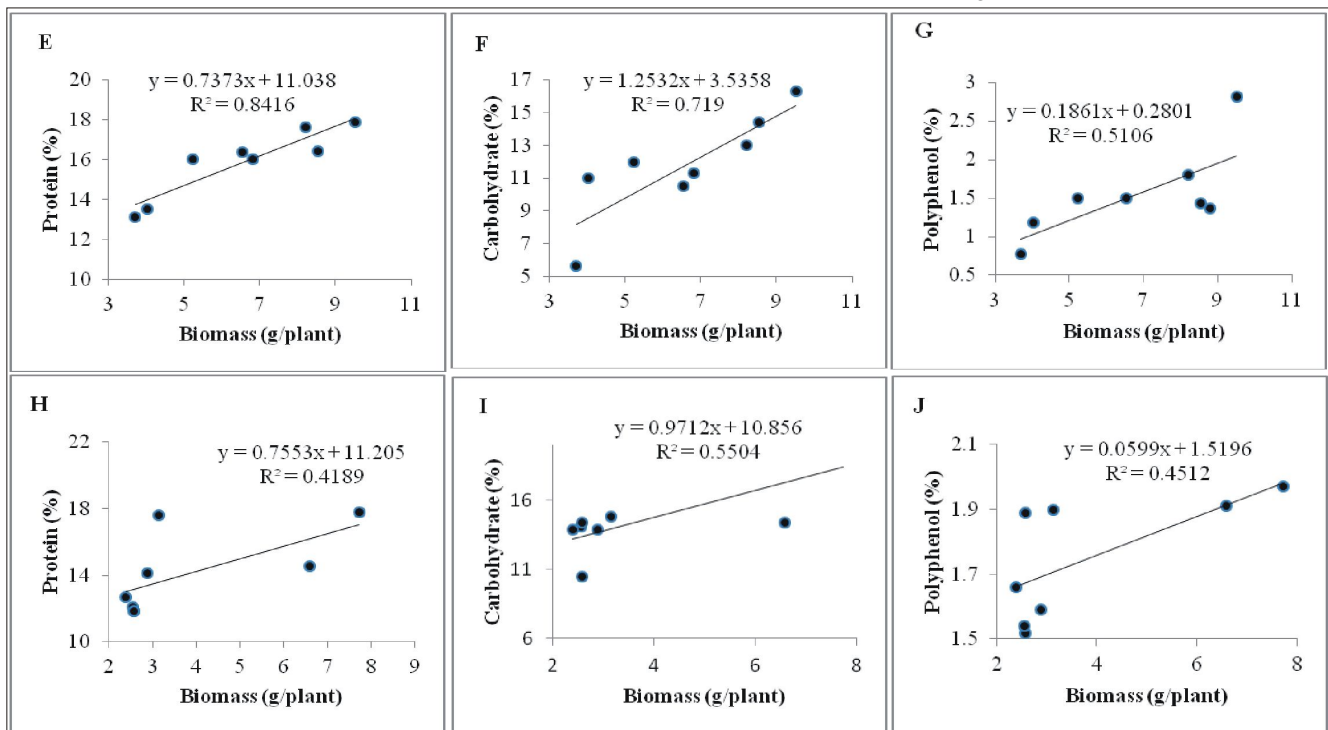 E
y = 0.7373x + 11.038
R² = 0.8416
Protein (%)
20
18
16
14
12
10
3 5 7 9 11
Biomass (g/plant)
F
y = 1.2532x + 3.5358
R² = 0.719
Carbohydrate (%)
17
15
13
11
9
7
5
3 5 7 9 11
Biomass (g/plant)
G
y = 0.1861x + 0.2801
R² = 0.5106
Polyphenol (%)
3
2.5
2
1.5
1
0.5
3 5 7 9 11
Biomass (g/plant)
H
y = 0.7553x + 11.205
R² = 0.4189
Protein (%)
22
18
14
10
2 3 4 5 6 7 8 9
Biomass (g/plant)
I
y = 0.9712x + 10.856
R² = 0.5504
Carbohydrate (%)
16
11
6
2 4 6 8
Biomass (g/plant)
J
y = 0.0599x + 1.5196
R² = 0.4512
Polyphenol (%)
2.1
1.9
1.7
1.5
2 4 6 8
Biomass (g/plant)